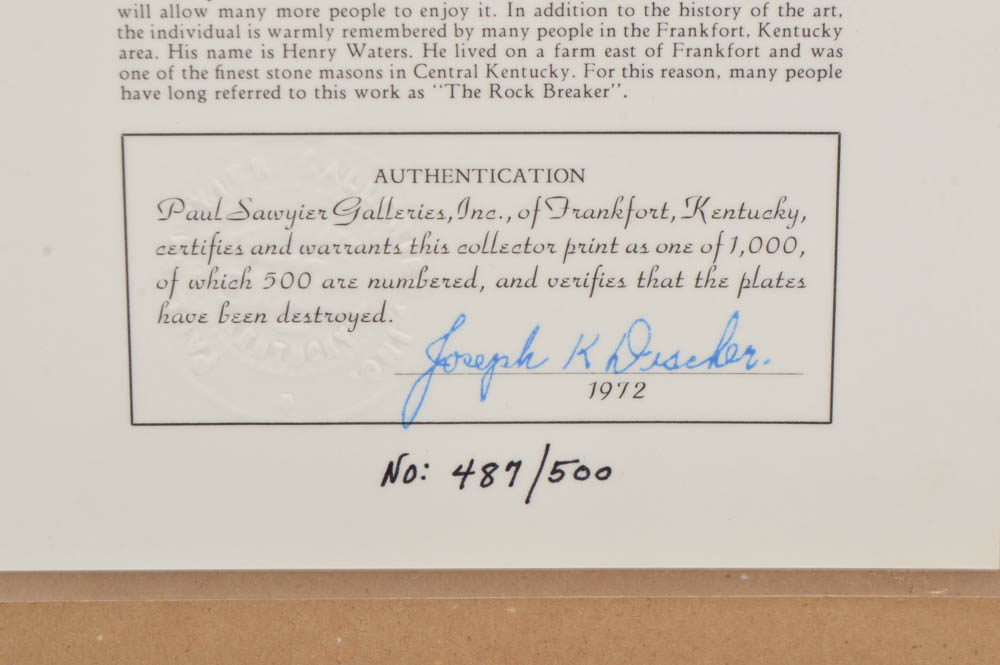 will allow many more people to enjoy it. In addition to the history of the art,
the individual is warmly remembered by many people in the Frankfort, Kentucky
area. His name is Henry Waters. He lived on a farm east of Frankfort and was
one of the finest stone masons in Central Kentucky. For this reason, many people
have long referred to this work as "The Rock Breaker".
AUTHENTICATION
Paul Sawyier Galleries, Inc., of Frankfort, Kentucky,
certifies and warrants this collector print as one of 1,000,
of which 500 are numbered, and verifies that the plates
have been destroyed.
Joseph K
1972
No: 487/500